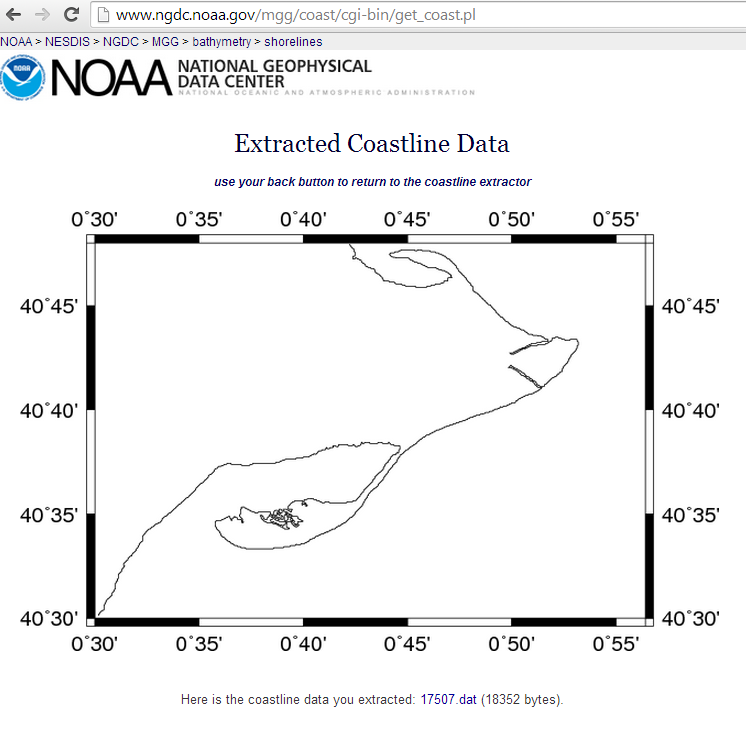 www.ngdc.noaa.gov/mgg/coast/cgi-bin/get_coast.pl
NOAA > NESDIS > NGDC > MGG > bathymetry > shorelines
NOAA
NOAA NATIONAL GEOPHYSICAL
DATA CENTER
NATIONAL OCEANIC AND ATMOSPHERIC ADMINISTRATION
Extracted Coastline Data
use your back button to return to the coastline extractor
0˚30' 0˚35' 0˚40' 0˚45' 0˚50' 0˚55'
40˚45' 40˚45'
40˚40' 40˚40'
40˚35' 40˚35'
40˚30' 40˚30'
0˚30' 0˚35' 0˚40' 0˚45' 0˚50' 0˚55'
Here is the coastline data you extracted: 17507.dat (18352 bytes).